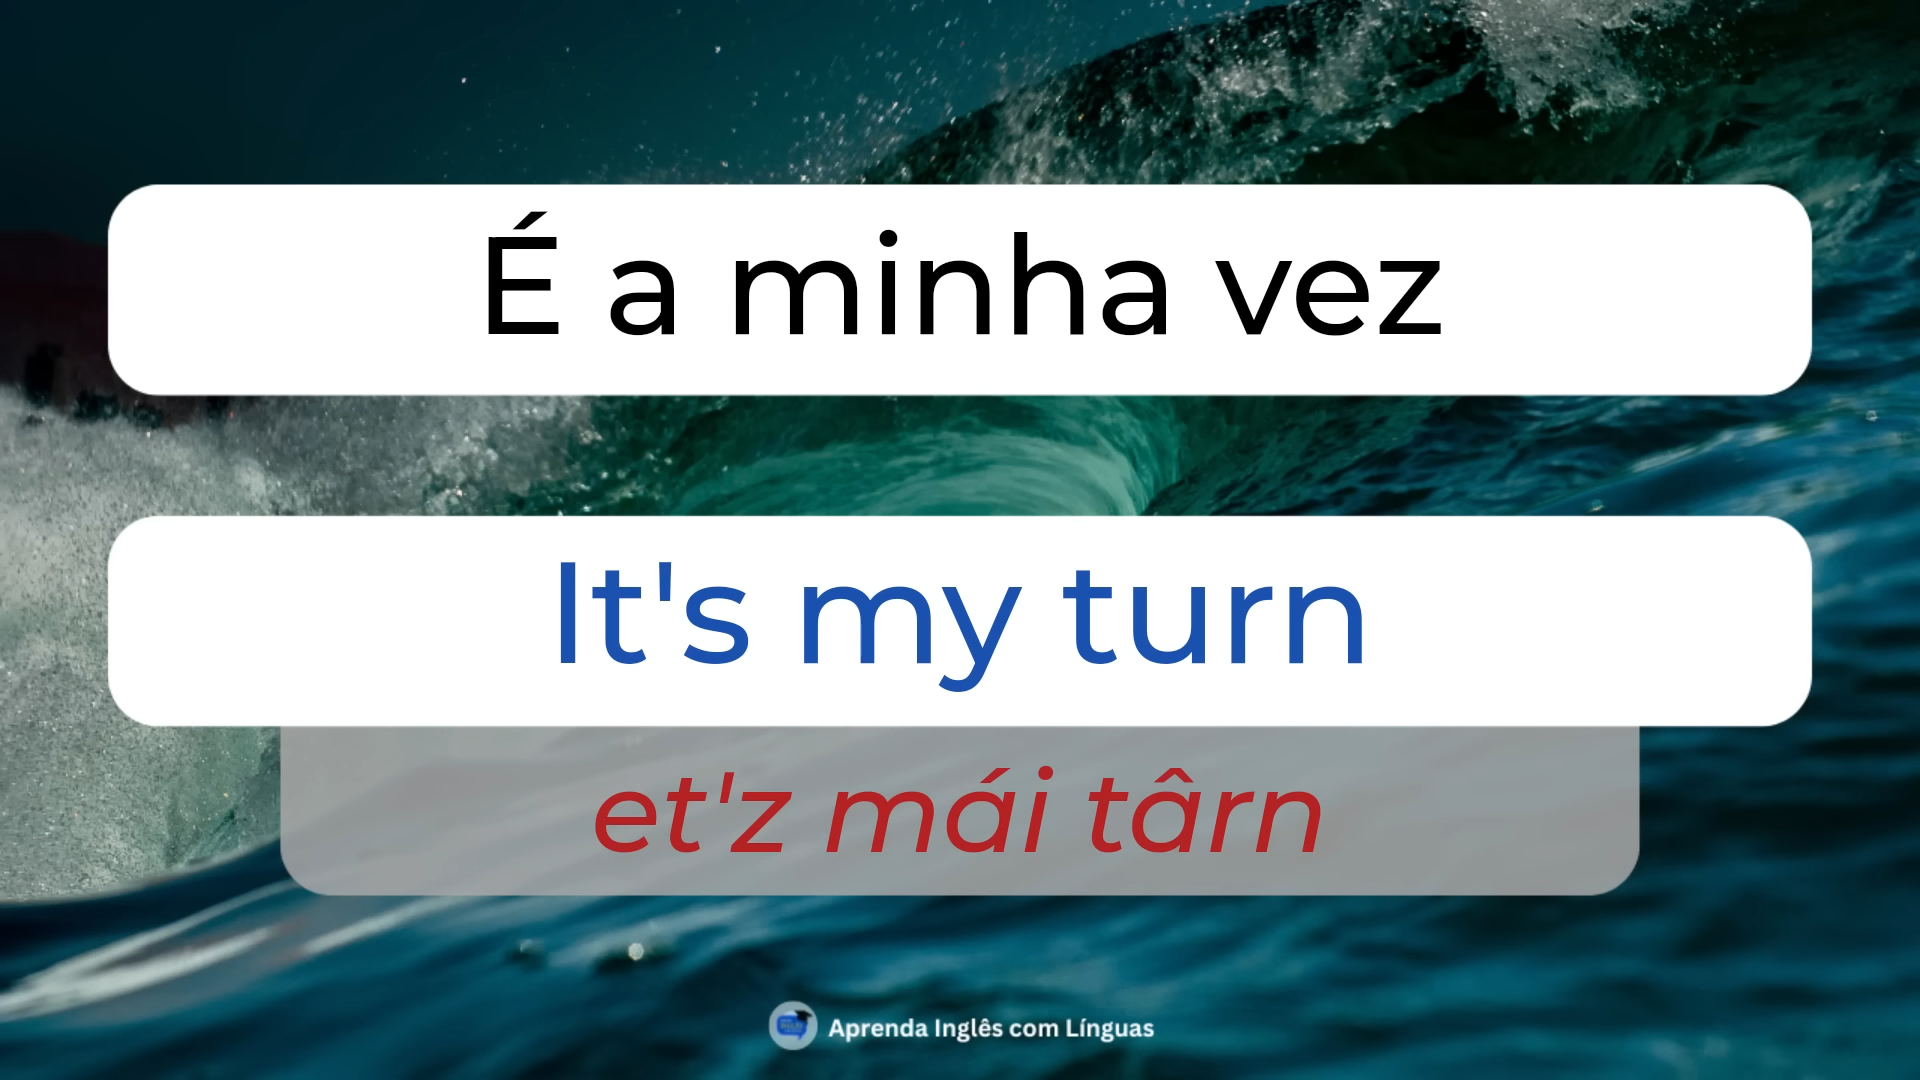 É a minha vez
It's my turn
et'z mái târn
Aprenda Inglês com Línguas